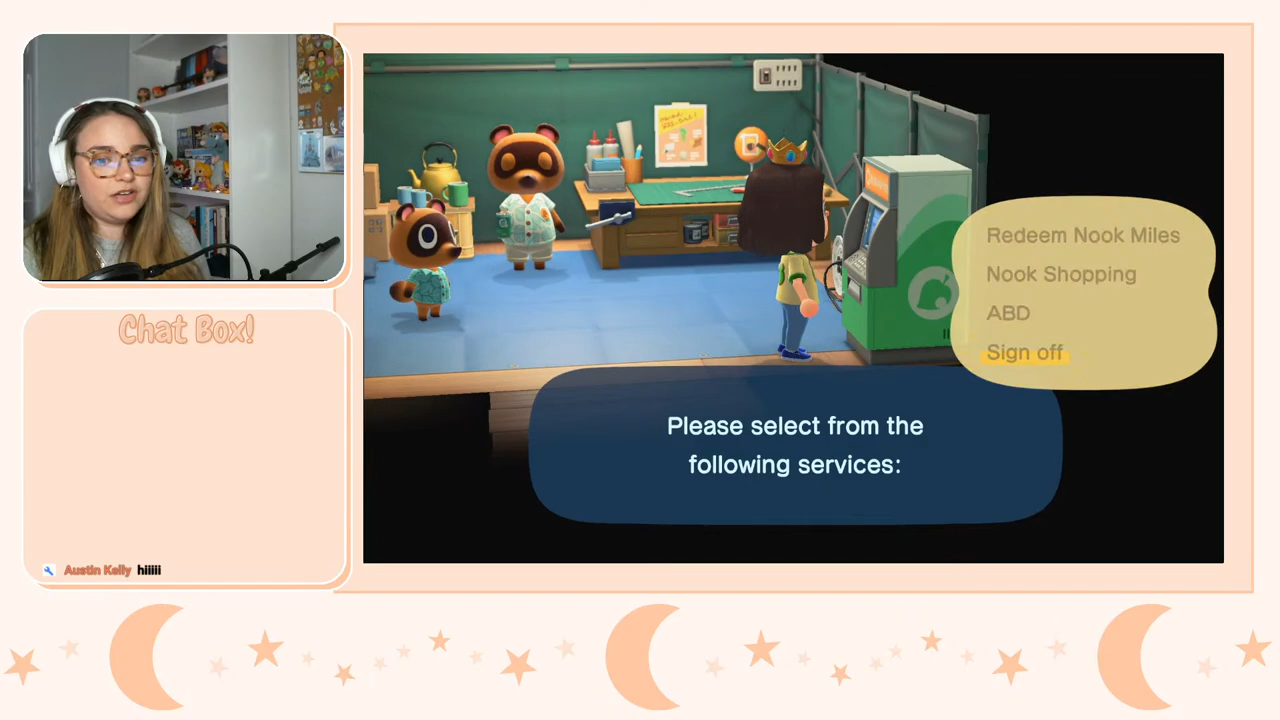 Chat Box!
Austin Kelly hiiiii
Redeem Nook Miles
Nook Shopping
ABD
Sign off
Please select from the
following services: